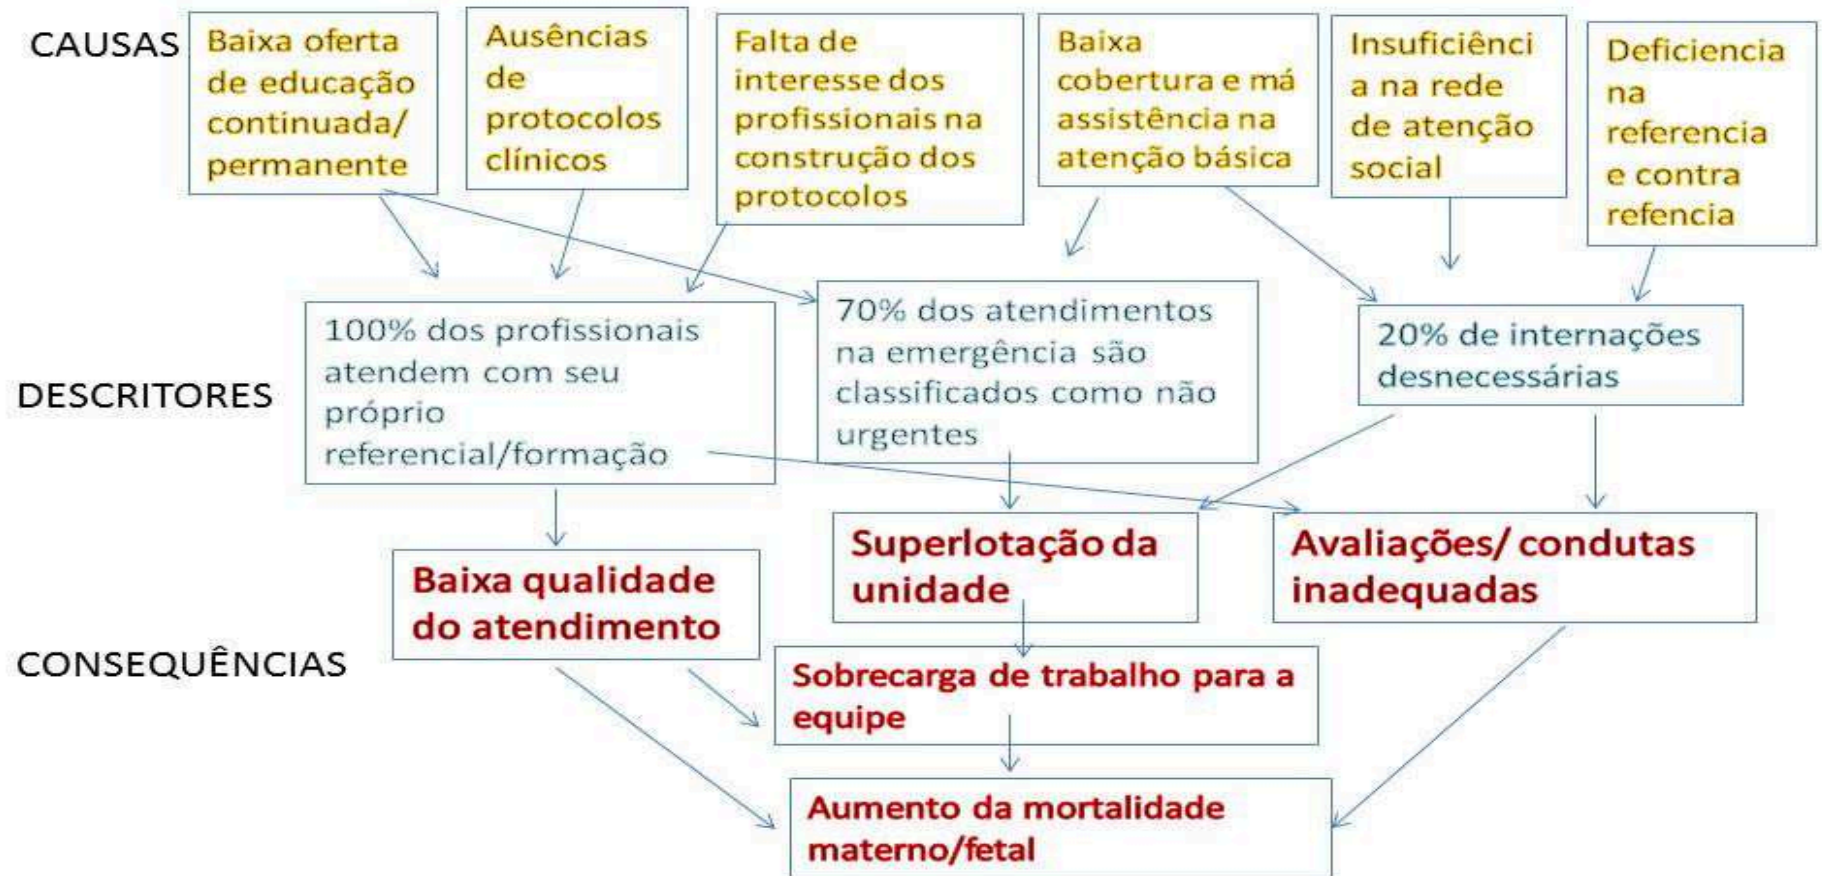 CAUSAS
Baixa oferta
de educação
continuada/
permanente
Ausências
de
protocolos
clínicos
Falta de
interesse dos
profissionais na
construção dos
protocolos
Baixa
cobertura e má
assistência na
atenção básica
Insuficiênci
a na rede
de atenção
social
Deficiencia
na
referencia
e contra
refencia
DESCRITORES
100% dos profissionais
atendem com seu
próprio
referencial/formação
70% dos atendimentos
na emergência são
classificados como não
urgentes
20% de internações
desnecessárias
CONSEQUÊNCIAS
Baixa qualidade
do atendimento
Superlotação da
unidade
Avaliações/ condutas
inadequadas
Sobrecarga de trabalho para a
equipe
Aumento da mortalidade
materno/fetal